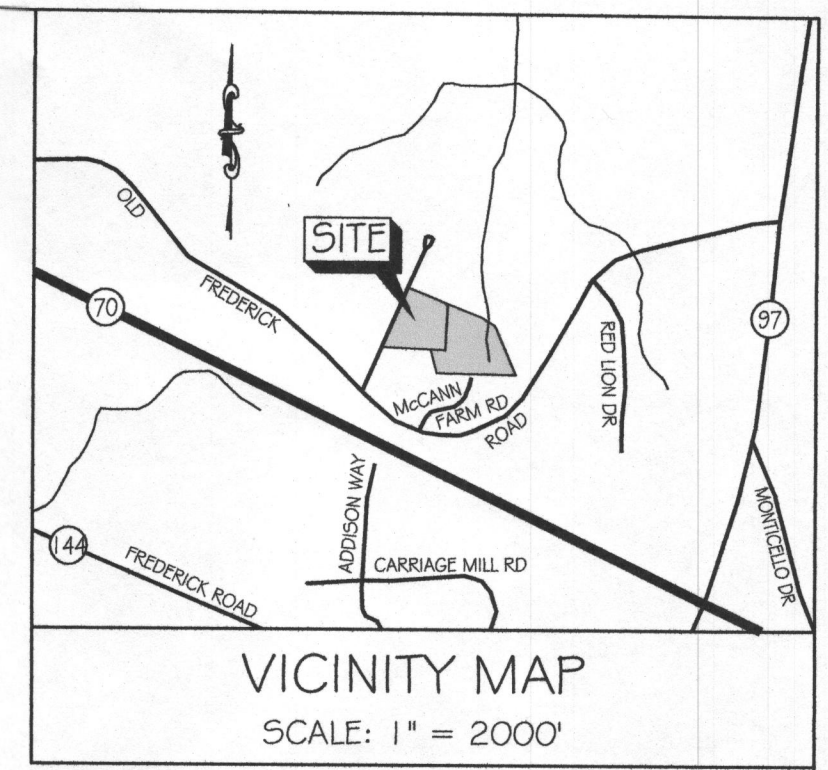 OLD
FREDERICK
ROAD
SITE
70
97
RED LION DR
McCANN
FARM RD
ADDISON WAY
CARRIAGE MILL RD
MONTICELLO DR
144
FREDERICK ROAD
VICINITY MAP
SCALE: 1" = 2000'